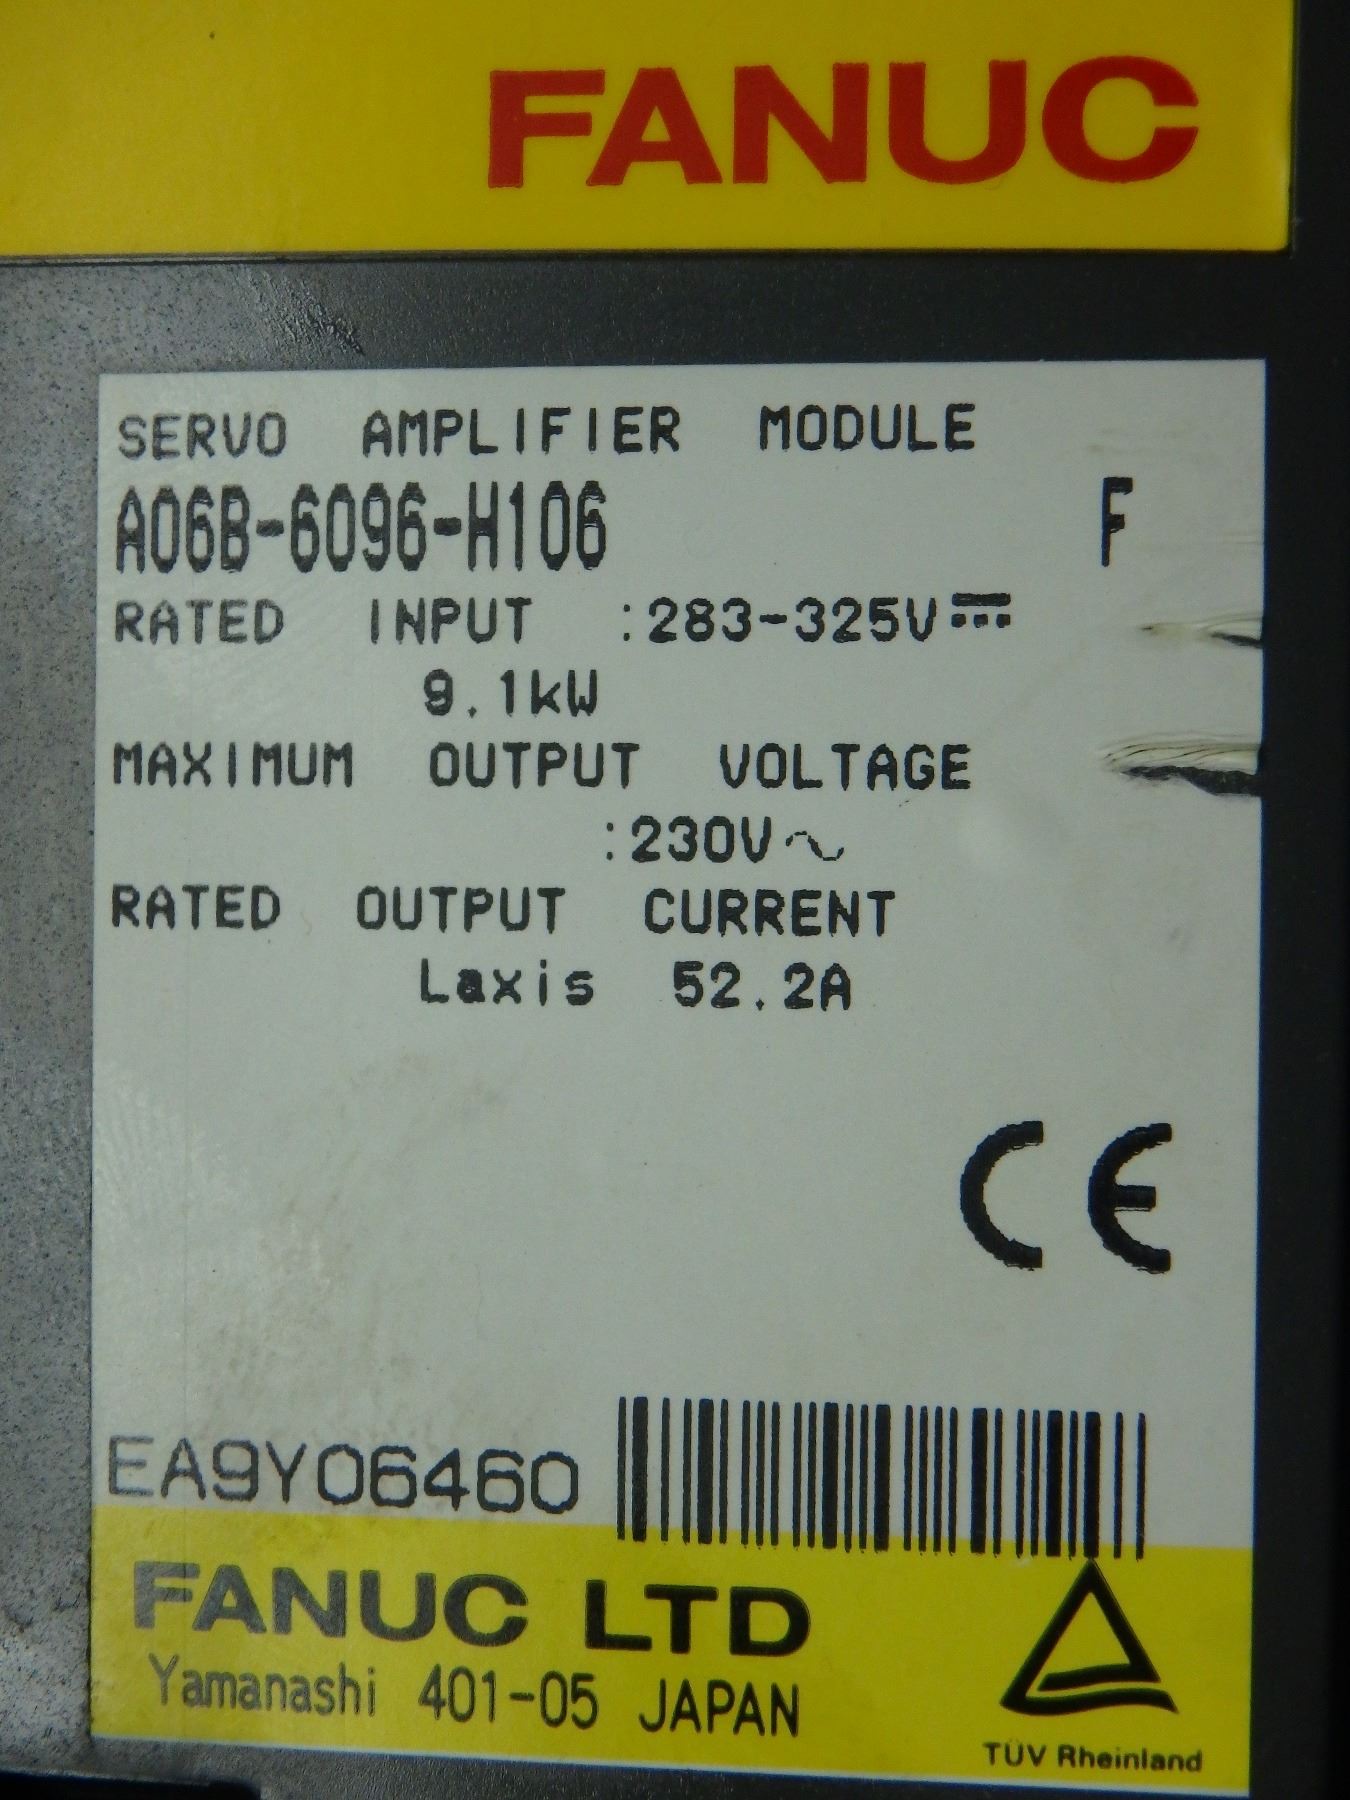 FANUC
SERVO AMPLIFIER MODULE
A06B-6096-H106 F
RATED INPUT :283-325V⎓
9.1kW
MAXIMUM OUTPUT VOLTAGE
:230V∿
RATED OUTPUT CURRENT
Laxis 52.2A
CE
EA9Y06460
FANUC LTD
Yamanashi 401-05 JAPAN
TÜV Rheinland